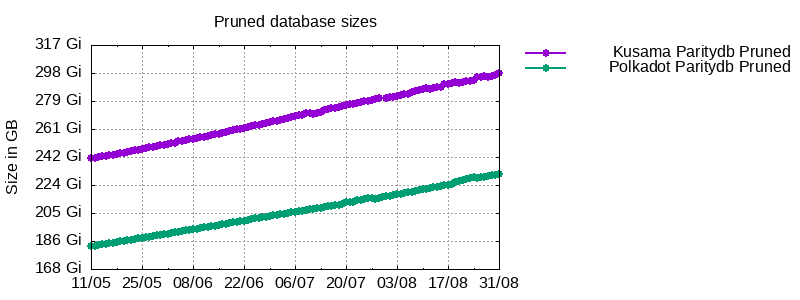 Pruned database sizes
317 Gi
298 Gi
279 Gi
261 Gi
242 Gi
224 Gi
205 Gi
186 Gi
168 Gi
Size in GB
11/05 25/05 08/06 22/06 06/07 20/07 03/08 17/08 31/08
Kusama Paritydb Pruned
Polkadot Paritydb Pruned